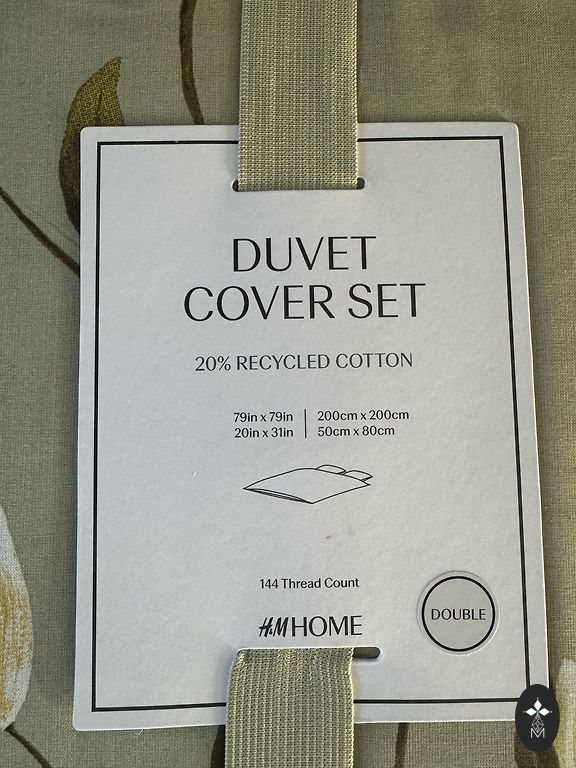 DUVET
COVER SET
20% RECYCLED COTTON
79in x 79in | 200cm x 200cm
20in x 31in | 50cm x 80cm
144 Thread Count
H&M HOME
DOUBLE
M